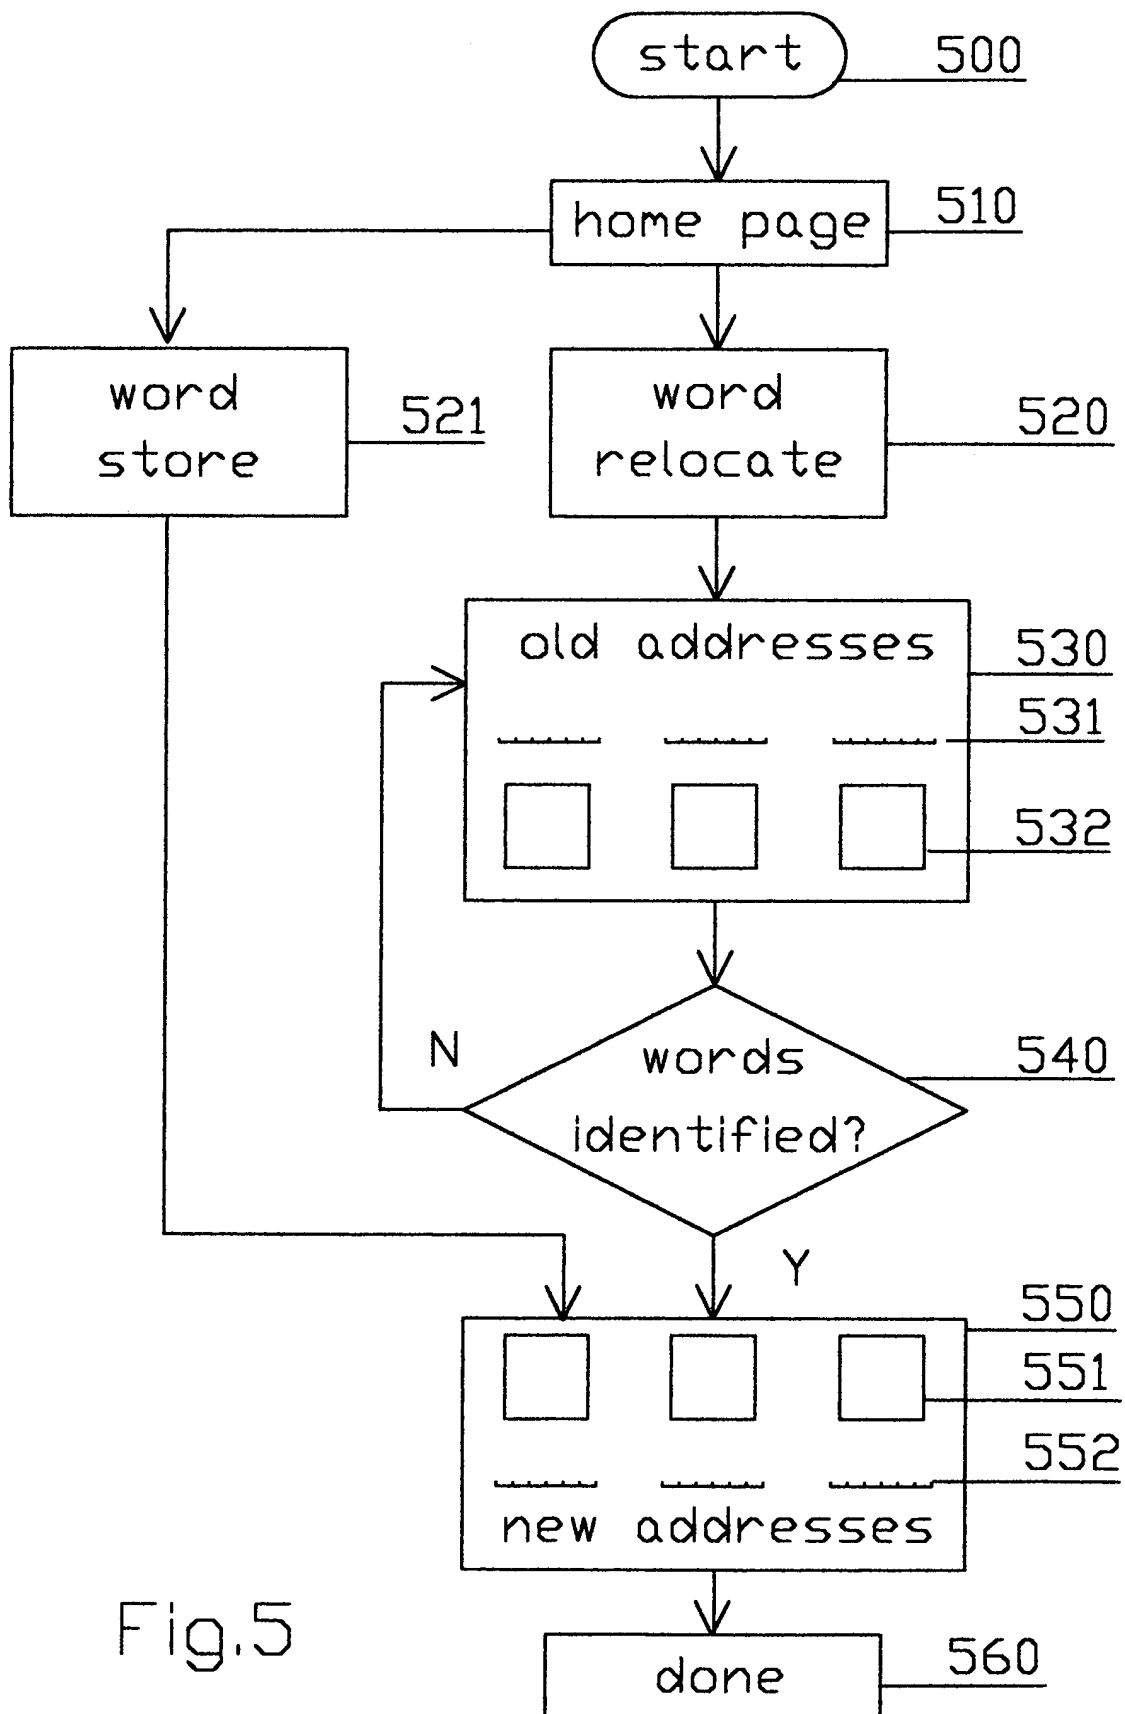 start
500
home page
510
word
store
521
word
relocate
520
old addresses
530
531
532
N
words
identified?
540
Y
550
551
552
new addresses
done
560
Fig.5